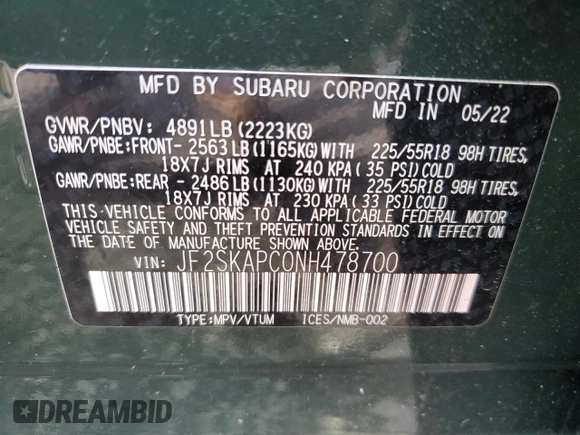 MFD BY SUBARU CORPORATION
MFD IN 05/22
GVWR/PNBV: 4891LB(2223KG)
GAWR/PNBE:FRONT- 2563LB(1165KG)WITH 225/55R18 98H TIRES,
18X7J RIMS AT 240 KPA( 35 PSI)COLD
GAWR/PNBE:REAR - 2486LB(1130KG)WITH 225/55R18 98H TIRES,
18X7J RIMS AT 230 KPA( 33 PSI)COLD
THIS VEHICLE CONFORMS TO ALL APPLICABLE FEDERAL MOTOR
VEHICLE SAFETY AND THEFT PREVENTION STANDARDS IN EFFECT ON
THE DATE OF MANUFACTURE SHOWN ABOVE.
VIN: JF2SKAPC0NH478700
TYPE:MPV/VTUM ICES/NMB-002
DREAMBID